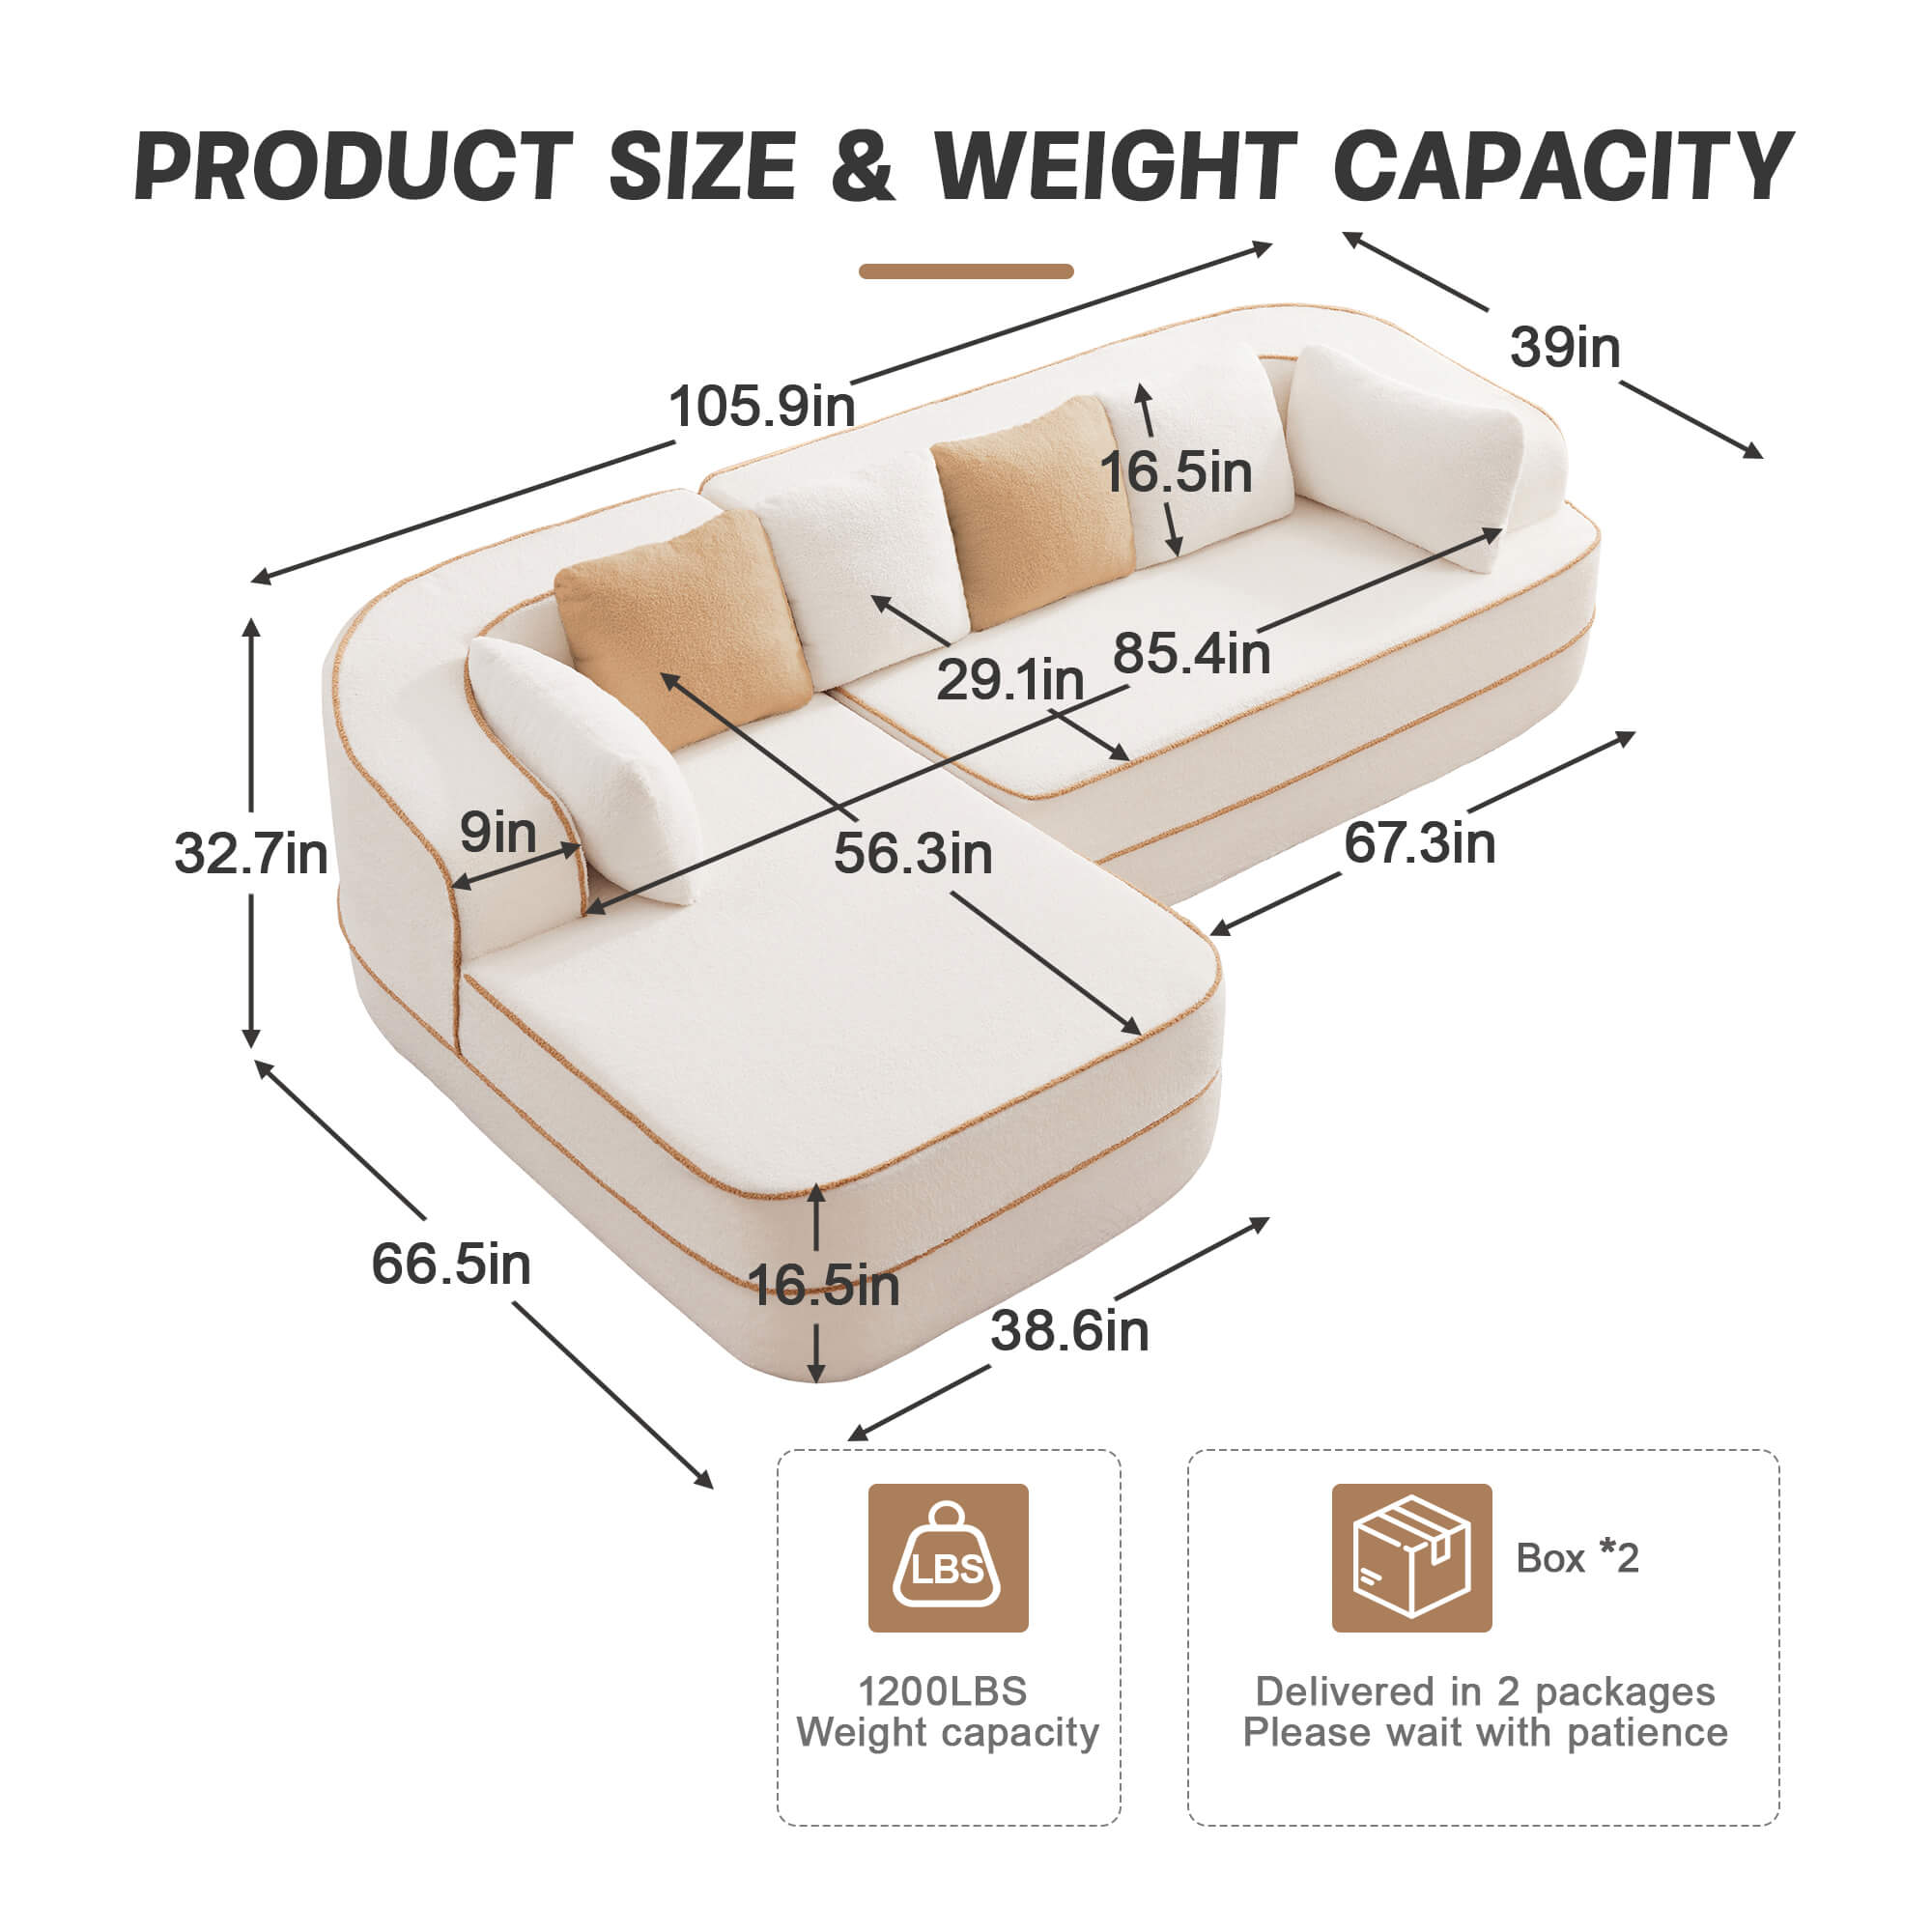 PRODUCT SIZE & WEIGHT CAPACITY
39in
105.9in
16.5in
29.1in
85.4in
9in
32.7in
56.3in
67.3in
66.5in
16.5in
38.6in
LBS
1200LBS
Weight capacity
Box *2
Delivered in 2 packages
Please wait with patience